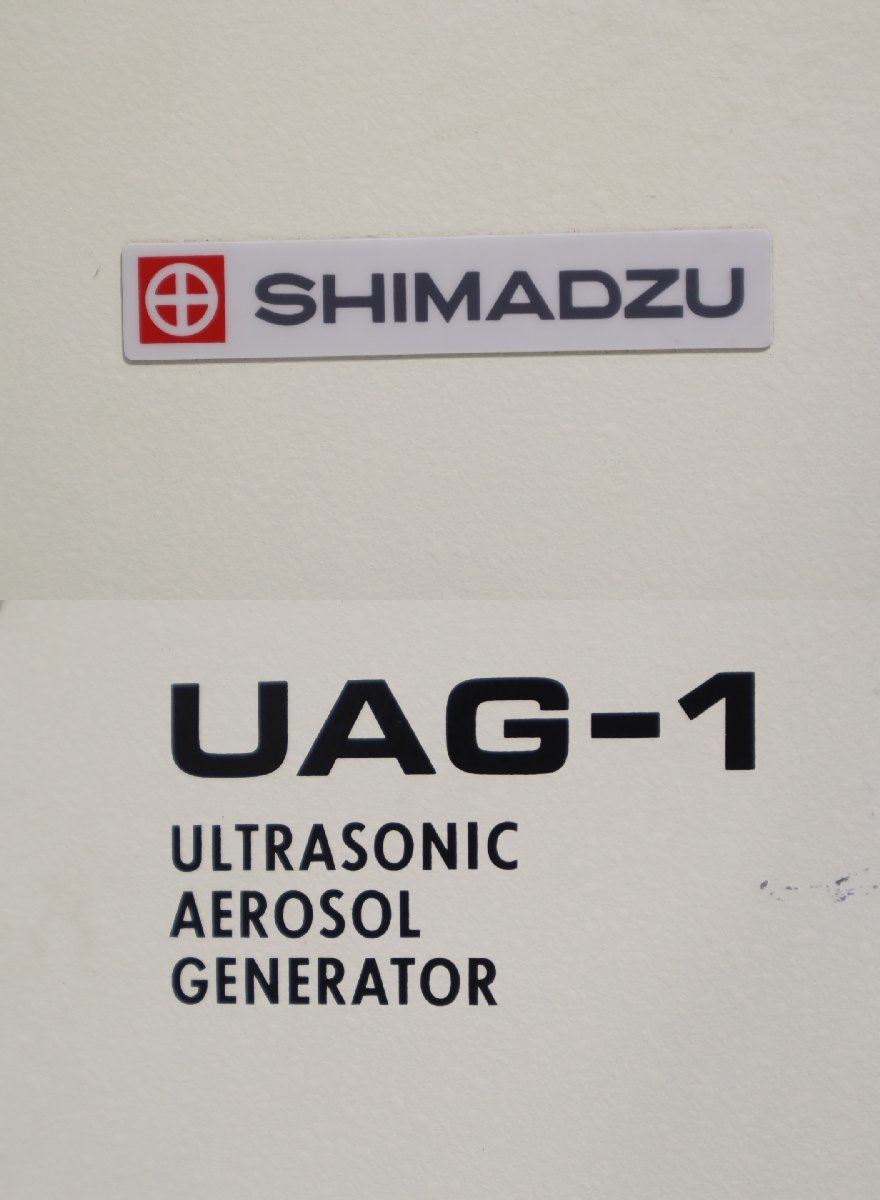 SHIMADZU
UAG-1
ULTRASONIC
AEROSOL
GENERATOR